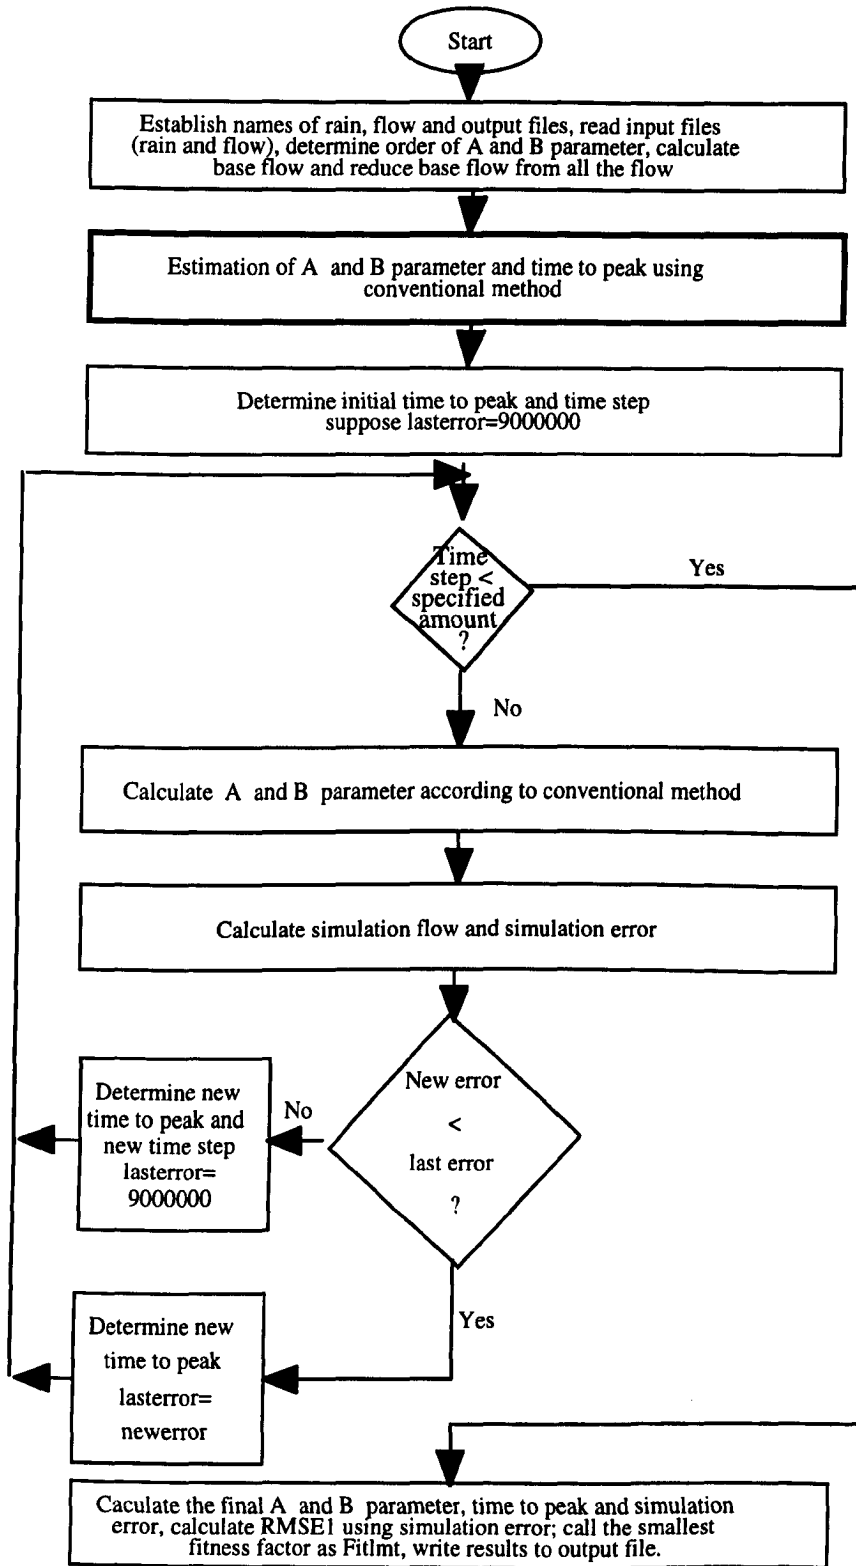 Start
Establish names of rain, flow and output files, read input files
(rain and flow), determine order of A and B parameter, calculate
base flow and reduce base flow from all the flow
Estimation of A and B parameter and time to peak using
conventional method
Determine initial time to peak and time step
suppose lasterror=9000000
Time
step <
specified
amount
?
Yes
No
Calculate A and B parameter according to conventional method
Calculate simulation flow and simulation error
New error
<
last error
?
No
Determine new
time to peak and
new time step
lasterror=
9000000
Yes
Determine new
time to peak
lasterror=
newerror
Caculate the final A and B parameter, time to peak and simulation
error, calculate RMSE1 using simulation error; call the smallest
fitness factor as Fitlmt, write results to output file.